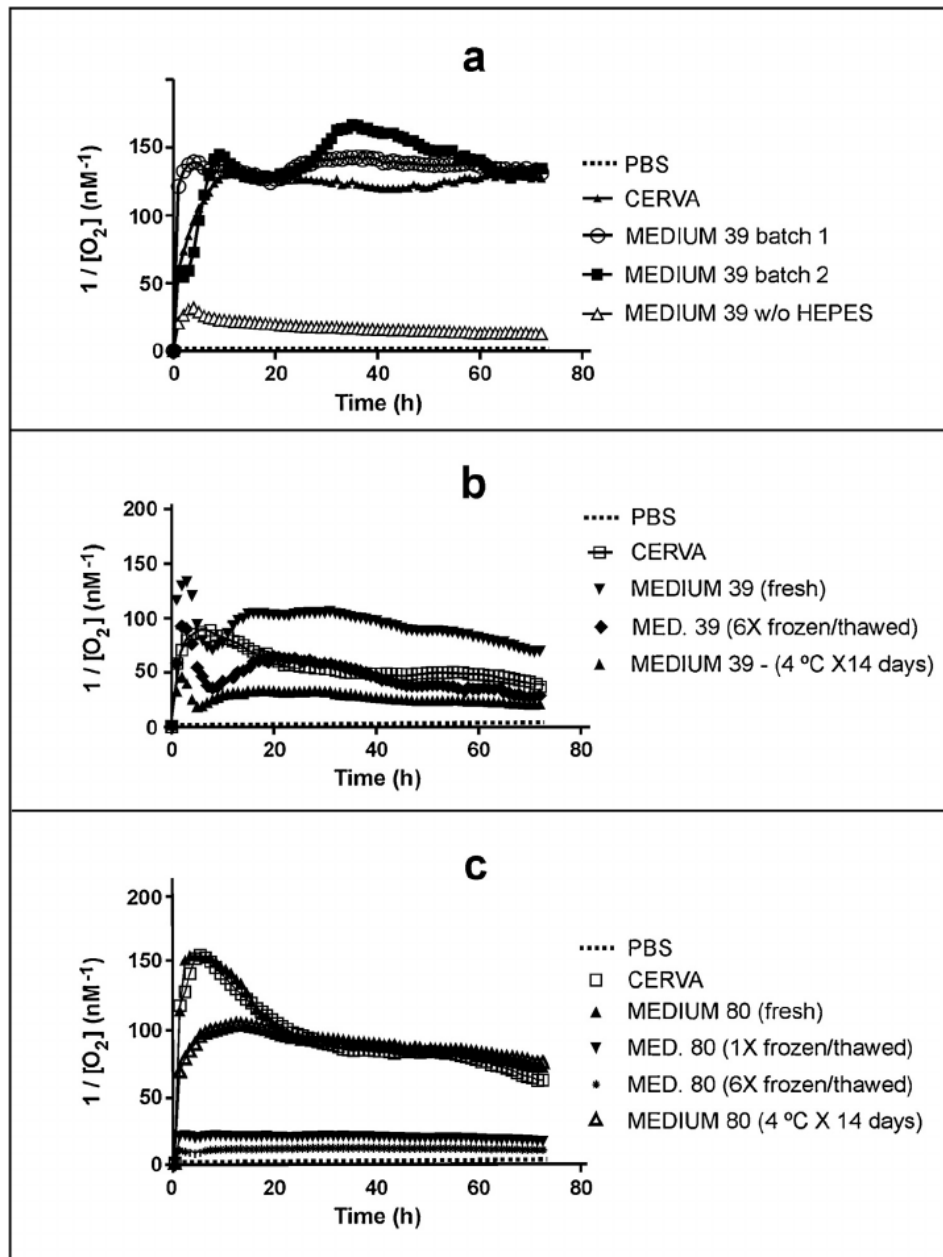 a
1 / [O₂] (nM⁻¹)
150
100
50
0
0 20 40 60 80
Time (h)
PBS
CERVA
MEDIUM 39 batch 1
MEDIUM 39 batch 2
MEDIUM 39 w/o HEPES
b
1 / [O₂] (nM⁻¹)
200
150
100
50
0
0 20 40 60 80
Time (h)
PBS
CERVA
MEDIUM 39 (fresh)
MED. 39 (6X frozen/thawed)
MEDIUM 39 - (4 ºC X14 days)
c
1 / [O₂] (nM⁻¹)
200
150
100
50
0
0 20 40 60 80
Time (h)
PBS
CERVA
MEDIUM 80 (fresh)
MED. 80 (1X frozen/thawed)
MED. 80 (6X frozen/thawed)
MEDIUM 80 (4 ºC X 14 days)